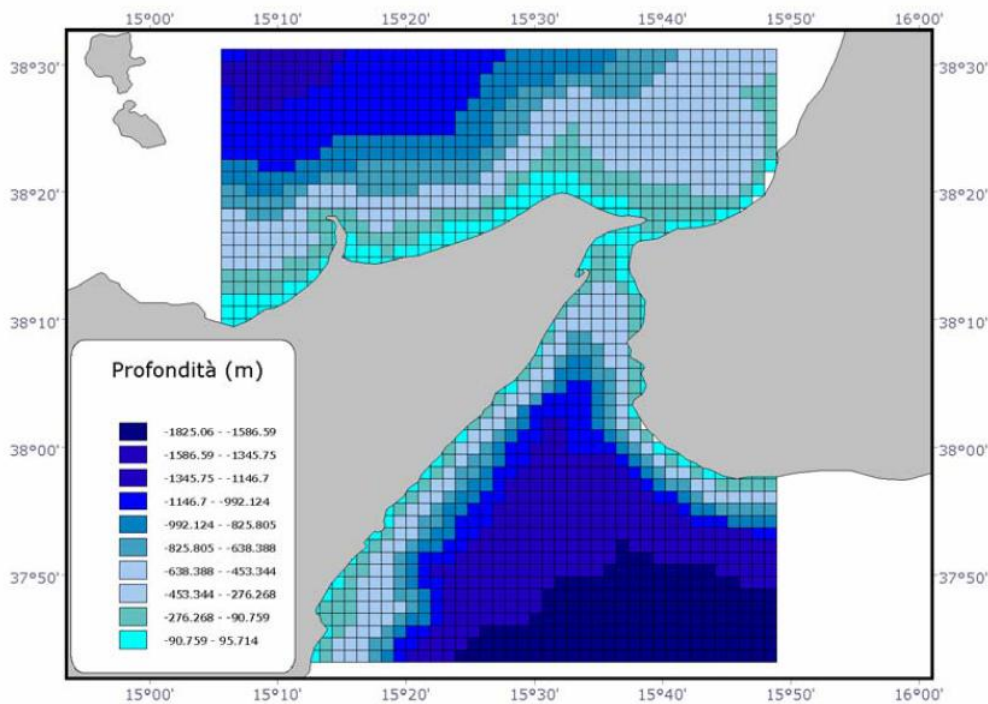 15°00' 15°10' 15°20' 15°30' 15°40' 15°50' 16°00'
38°30' 38°30'
38°20' 38°20'
38°10' 38°10'
Profondità (m)
-1825.06 - -1586.59
-1586.59 - -1345.75
38°00' 38°00'
-1345.75 - -1146.7
-1146.7 - -992.124
-992.124 - -825.805
-825.805 - -638.388
-638.388 - -453.344
37°50' 37°50'
-453.344 - -276.268
-276.268 - -90.759
-90.759 - 95.714
15°00' 15°10' 15°20' 15°30' 15°40' 15°50' 16°00'